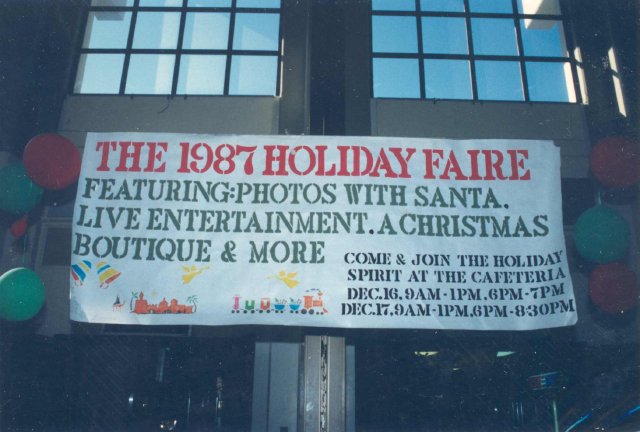 THE 1987 HOLIDAY FAIRE
FEATURING:PHOTOS WITH SANTA.
LIVE ENTERTAINMENT.A CHRISTMAS
BOUTIQUE & MORE
COME & JOIN THE HOLIDAY
SPIRIT AT THE CAFETERIA
DEC.16.9AM-1PM.6PM-7PM
DEC.17.9AM-1PM,6PM-8:30PM